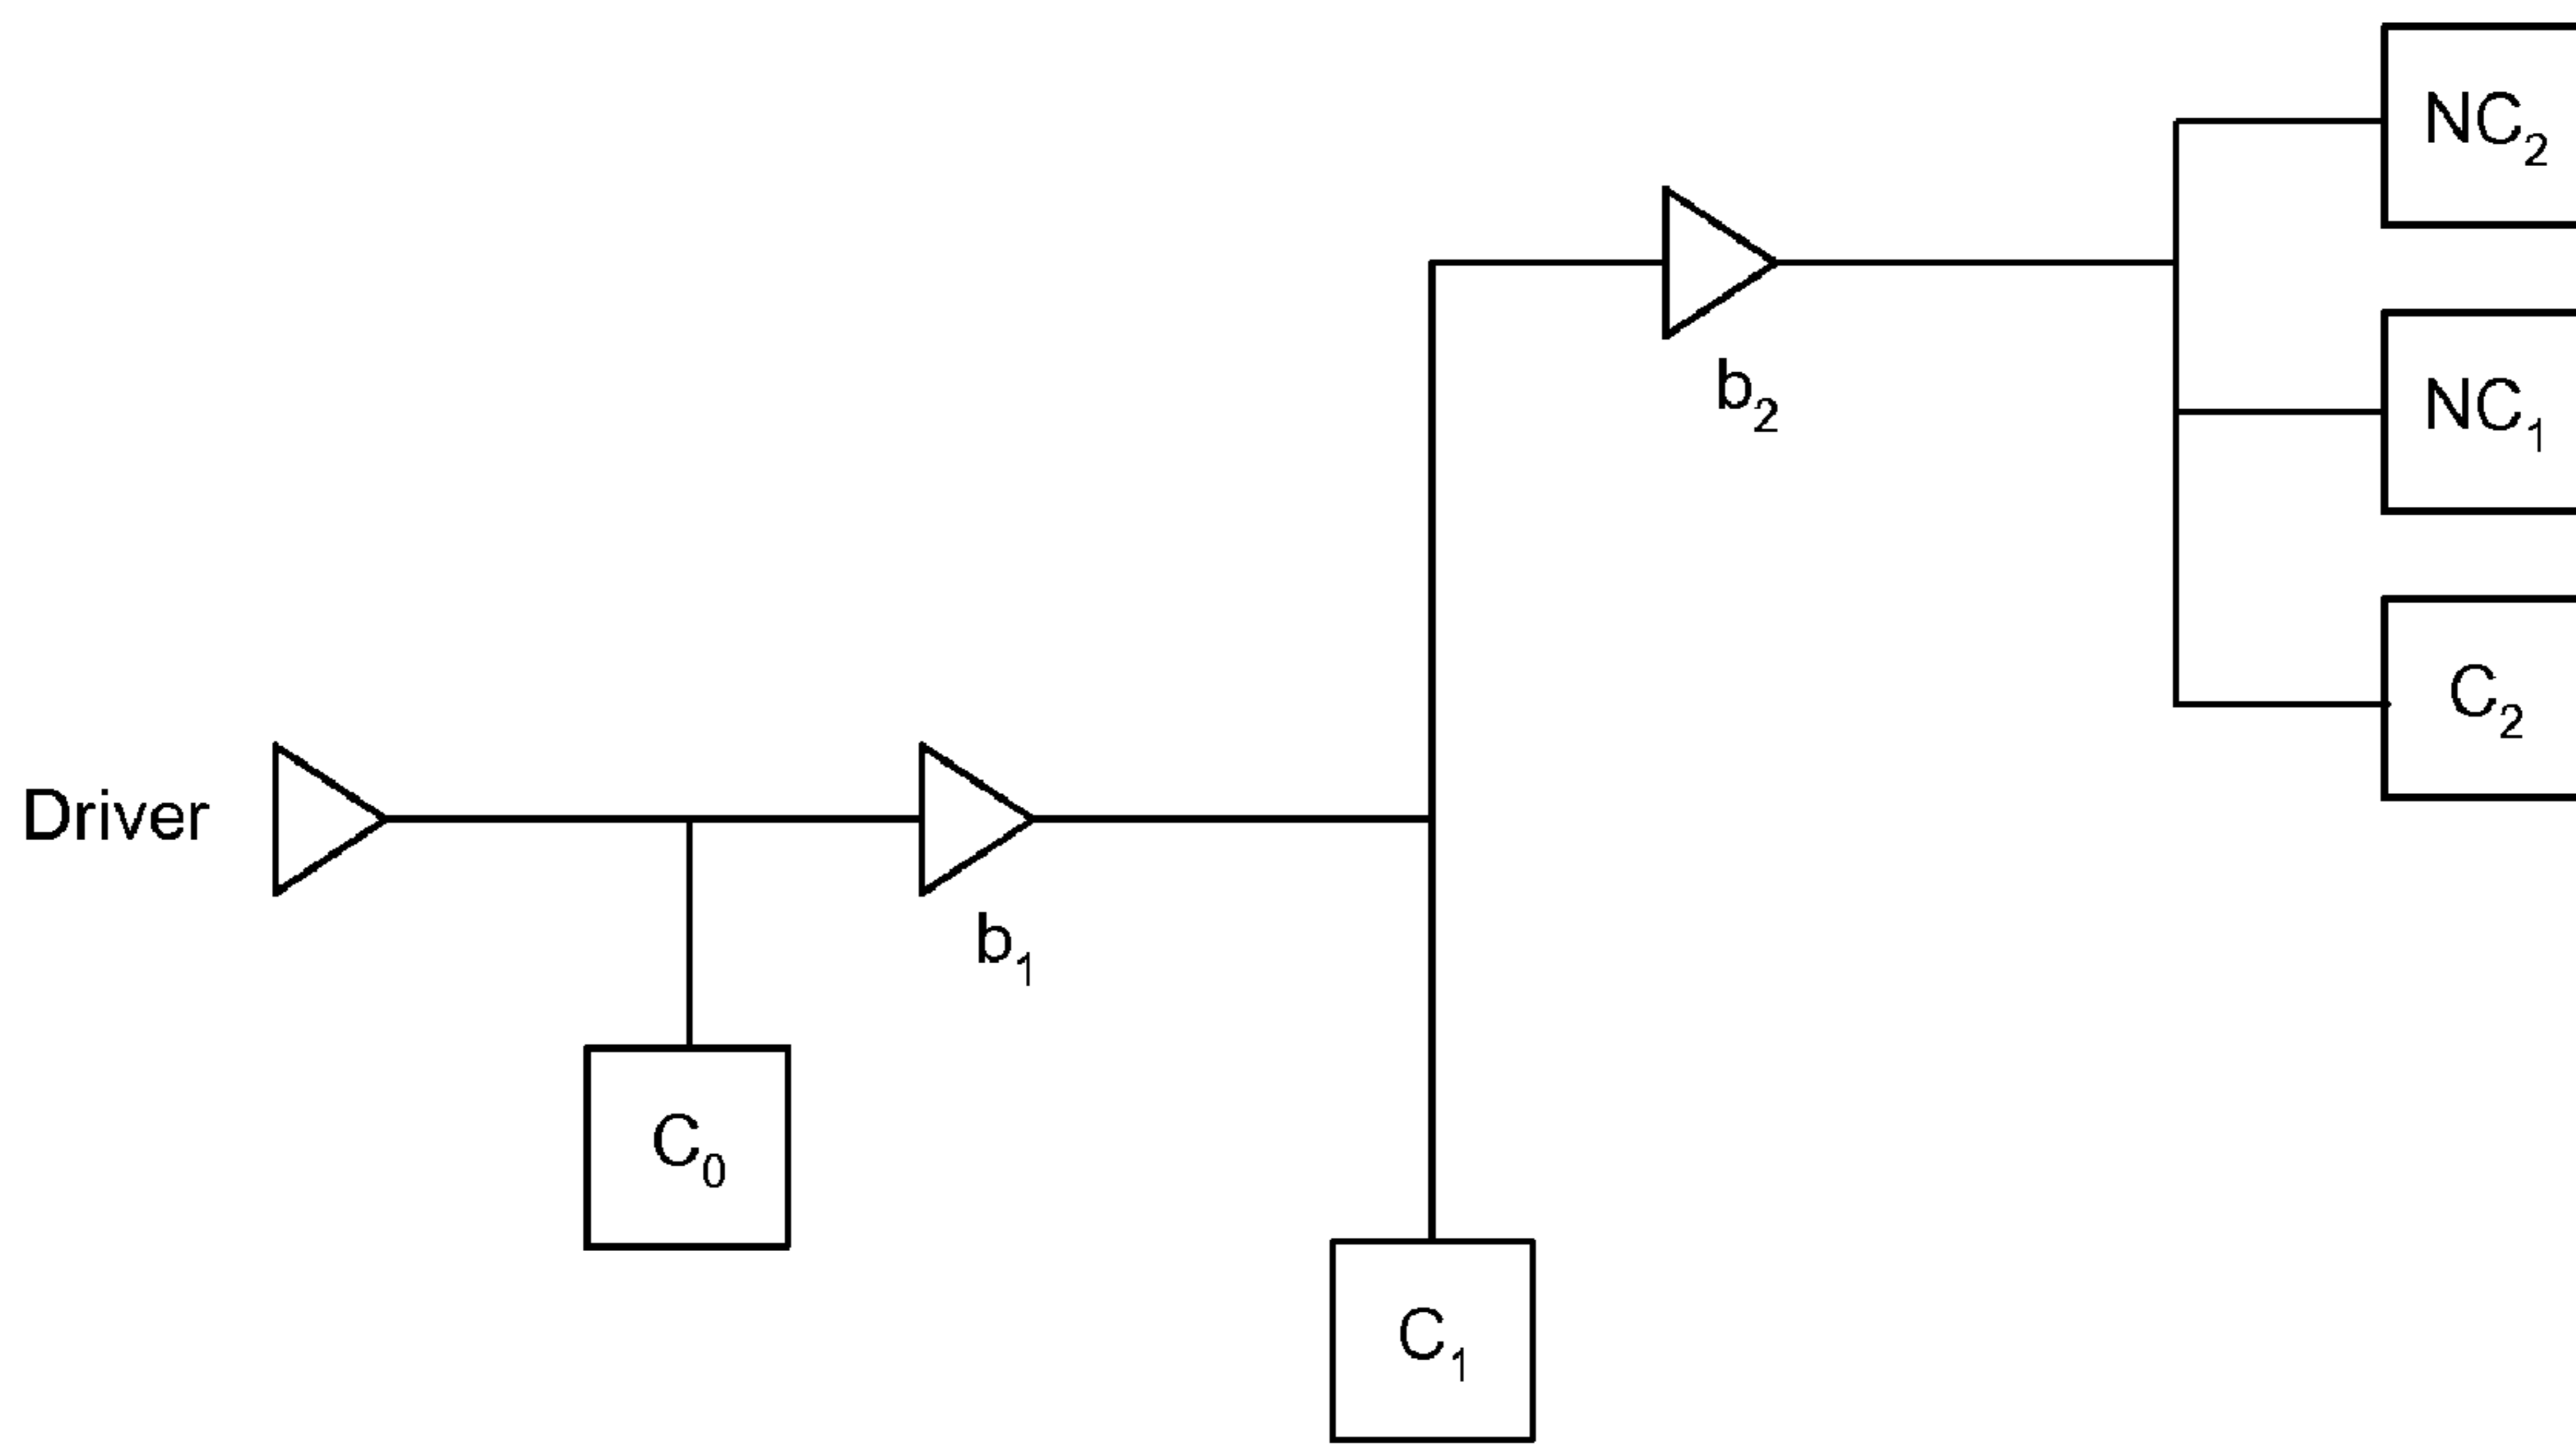 NC₂
b₂
NC₁
C₂
Driver
b₁
C₀
C₁